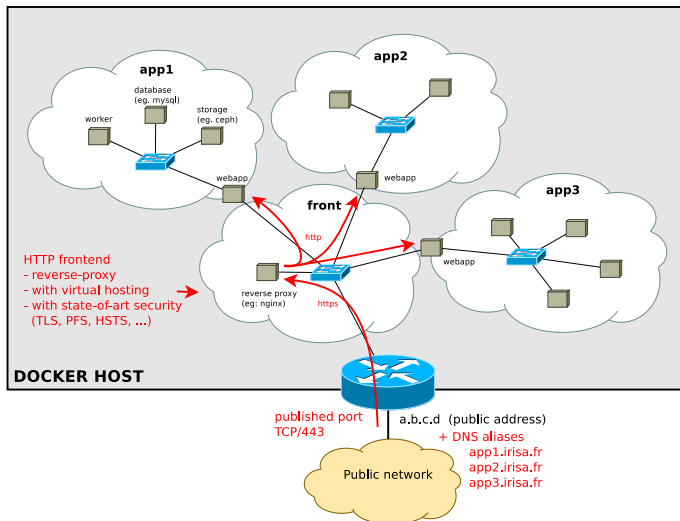 app1
database
(eg. mysql)
worker
storage
(eg. ceph)
webapp
app2
webapp
app3
webapp
front
http
reverse proxy
(eg: nginx)
https
HTTP frontend
- reverse-proxy
- with virtual hosting
- with state-of-art security
(TLS, PFS, HSTS, ...)
DOCKER HOST
published port
TCP/443
a.b.c.d (public address)
+ DNS aliases
app1.irisa.fr
app2.irisa.fr
app3.irisa.fr
Public network